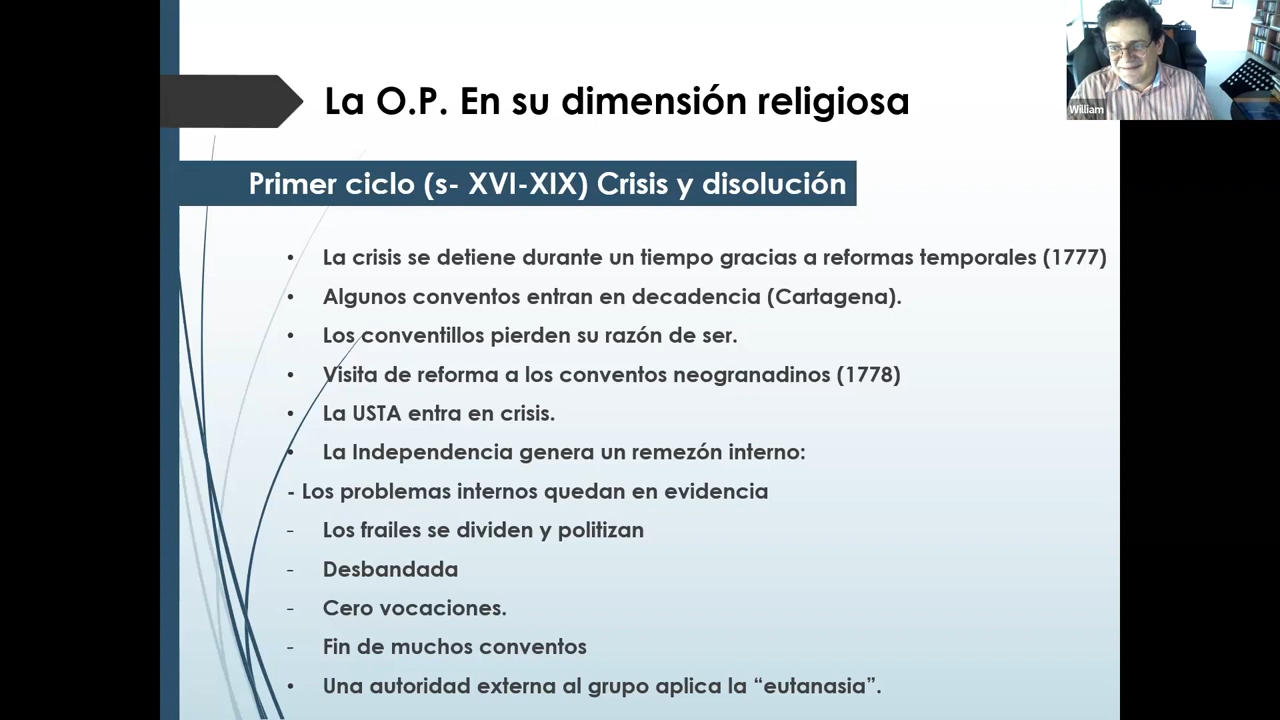 La O.P. En su dimensión religiosa
William
Primer ciclo (s- XVI-XIX) Crisis y disolución
• La crisis se detiene durante un tiempo gracias a reformas temporales (1777)
• Algunos conventos entran en decadencia (Cartagena).
• Los conventillos pierden su razón de ser.
• Visita de reforma a los conventos neogranadinos (1778)
• La USTA entra en crisis.
• La Independencia genera un remezón interno:
- Los problemas internos quedan en evidencia
- Los frailes se dividen y politizan
- Desbandada
- Cero vocaciones.
- Fin de muchos conventos
• Una autoridad externa al grupo aplica la “eutanasia”.